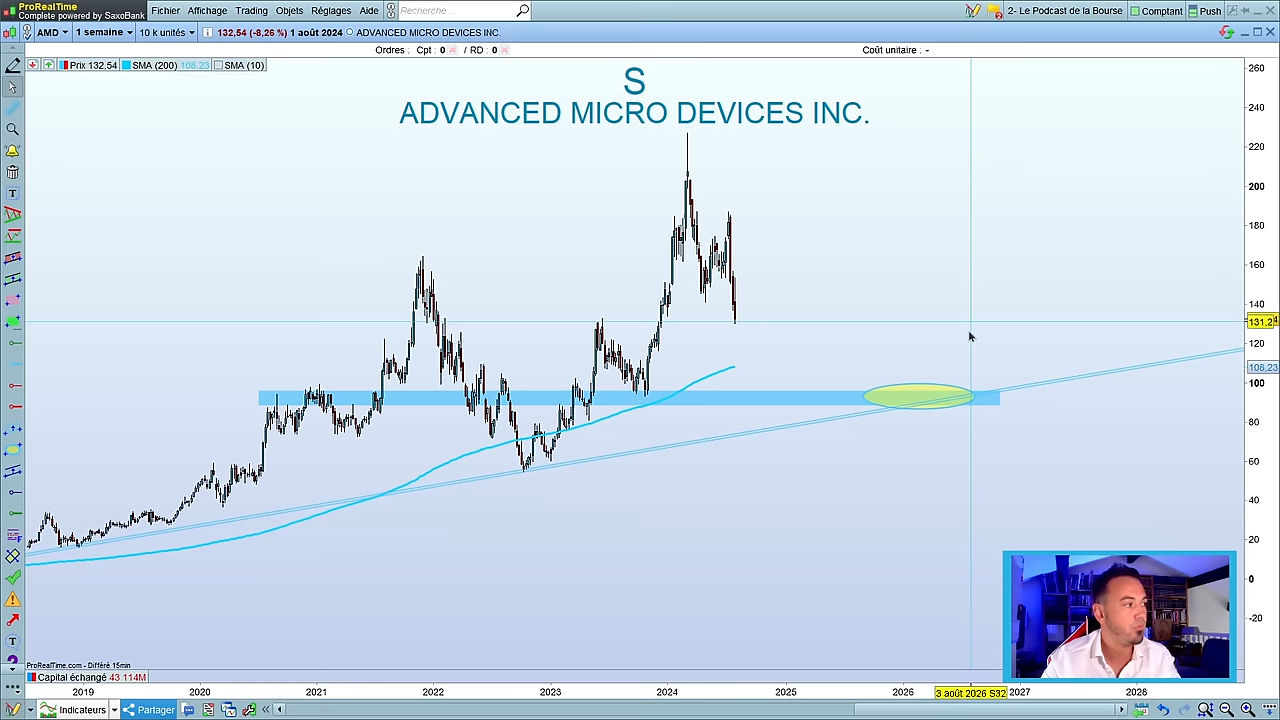 ProRealTime
Complete powered by SaxoBank
Fichier Affichage Trading Objets Réglages Aide Recherche... 2- Le Podcast de la Bourse Comptant Push
AMD 1 semaine 10 k unités 132,54 (-8,26 %) 1 août 2024 ADVANCED MICRO DEVICES INC.
Ordres : Cpt : 0 / RD : 0 Coût unitaire : -
Prix 132,54 SMA (200) 108,23 SMA (10)
S
ADVANCED MICRO DEVICES INC.
260
240
220
200
180
160
140
131,2
120
108,23
100
80
60
40
20
0
-20
ProRealTime.com - Différé 15min
Capital échangé 43 114M
2019 2020 2021 2022 2023 2024 2025 2026 3 août 2026 S32 2027 2028
Indicateurs Partager